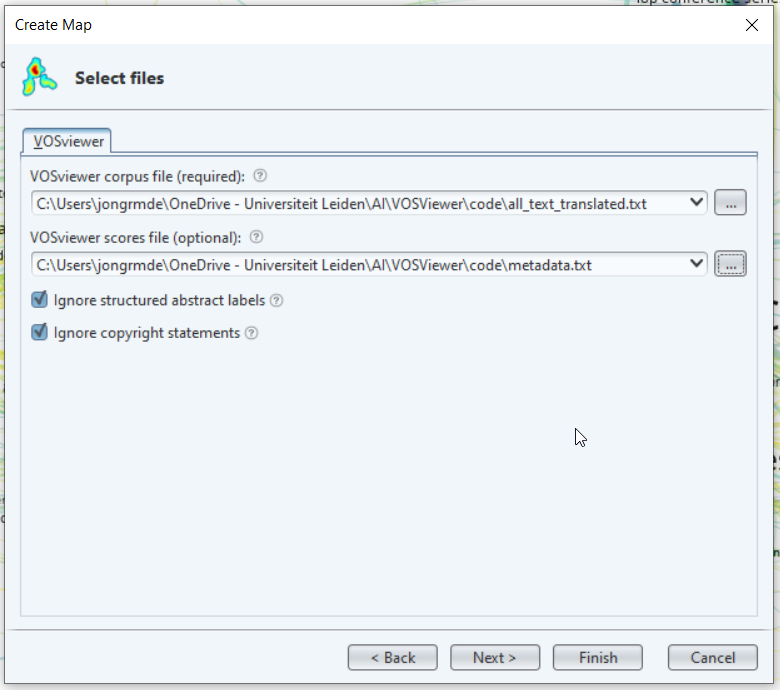 Create Map
Select files
VOSviewer
VOSviewer corpus file (required):
C:\Users\jongrmde\OneDrive - Universiteit Leiden\AI\VOSViewer\code\all_text_translated.txt
...
VOSviewer scores file (optional):
C:\Users\jongrmde\OneDrive - Universiteit Leiden\AI\VOSViewer\code\metadata.txt
...
Ignore structured abstract labels
Ignore copyright statements
< Back Next > Finish Cancel